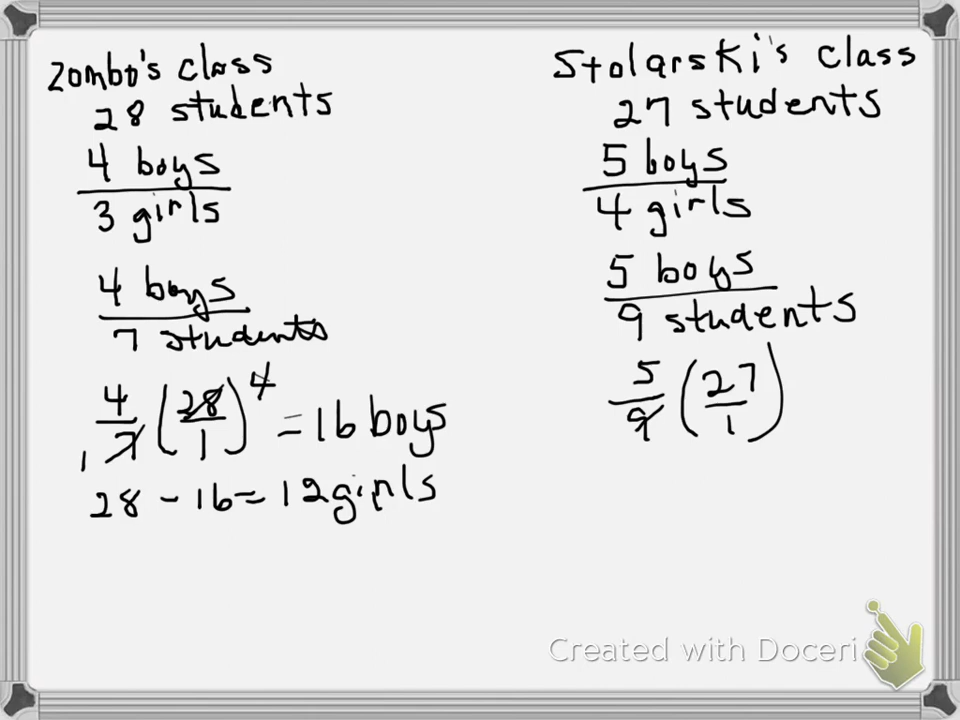 Zombo's class
28 students
4 boys
3 girls
4 boys
7 students
4/7 (28/1) 4 = 16 boys
1
28 - 16 = 12 girls
Stolarski's class
27 students
5 boys
4 girls
5 boys
9 students
5/9 (27/1)
Created with Doceri